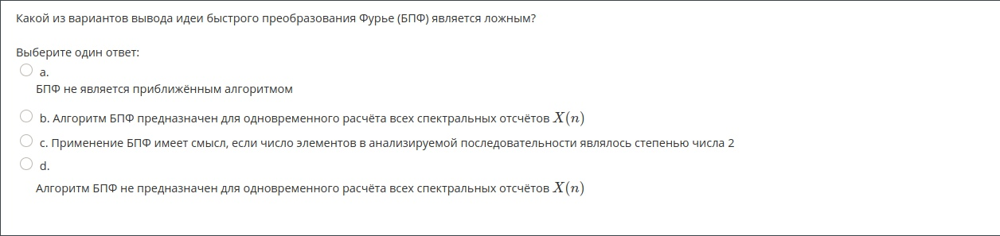 Какой из вариантов вывода идеи быстрого преобразования Фурье (БПФ) является ложным?
Выберите один ответ:
a.
БПФ не является приближённым алгоритмом
b. Алгоритм БПФ предназначен для одновременного расчёта всех спектральных отсчётов X(n)
c. Применение БПФ имеет смысл, если число элементов в анализируемой последовательности являлось степенью числа 2
d.
Алгоритм БПФ не предназначен для одновременного расчёта всех спектральных отсчётов X(n)